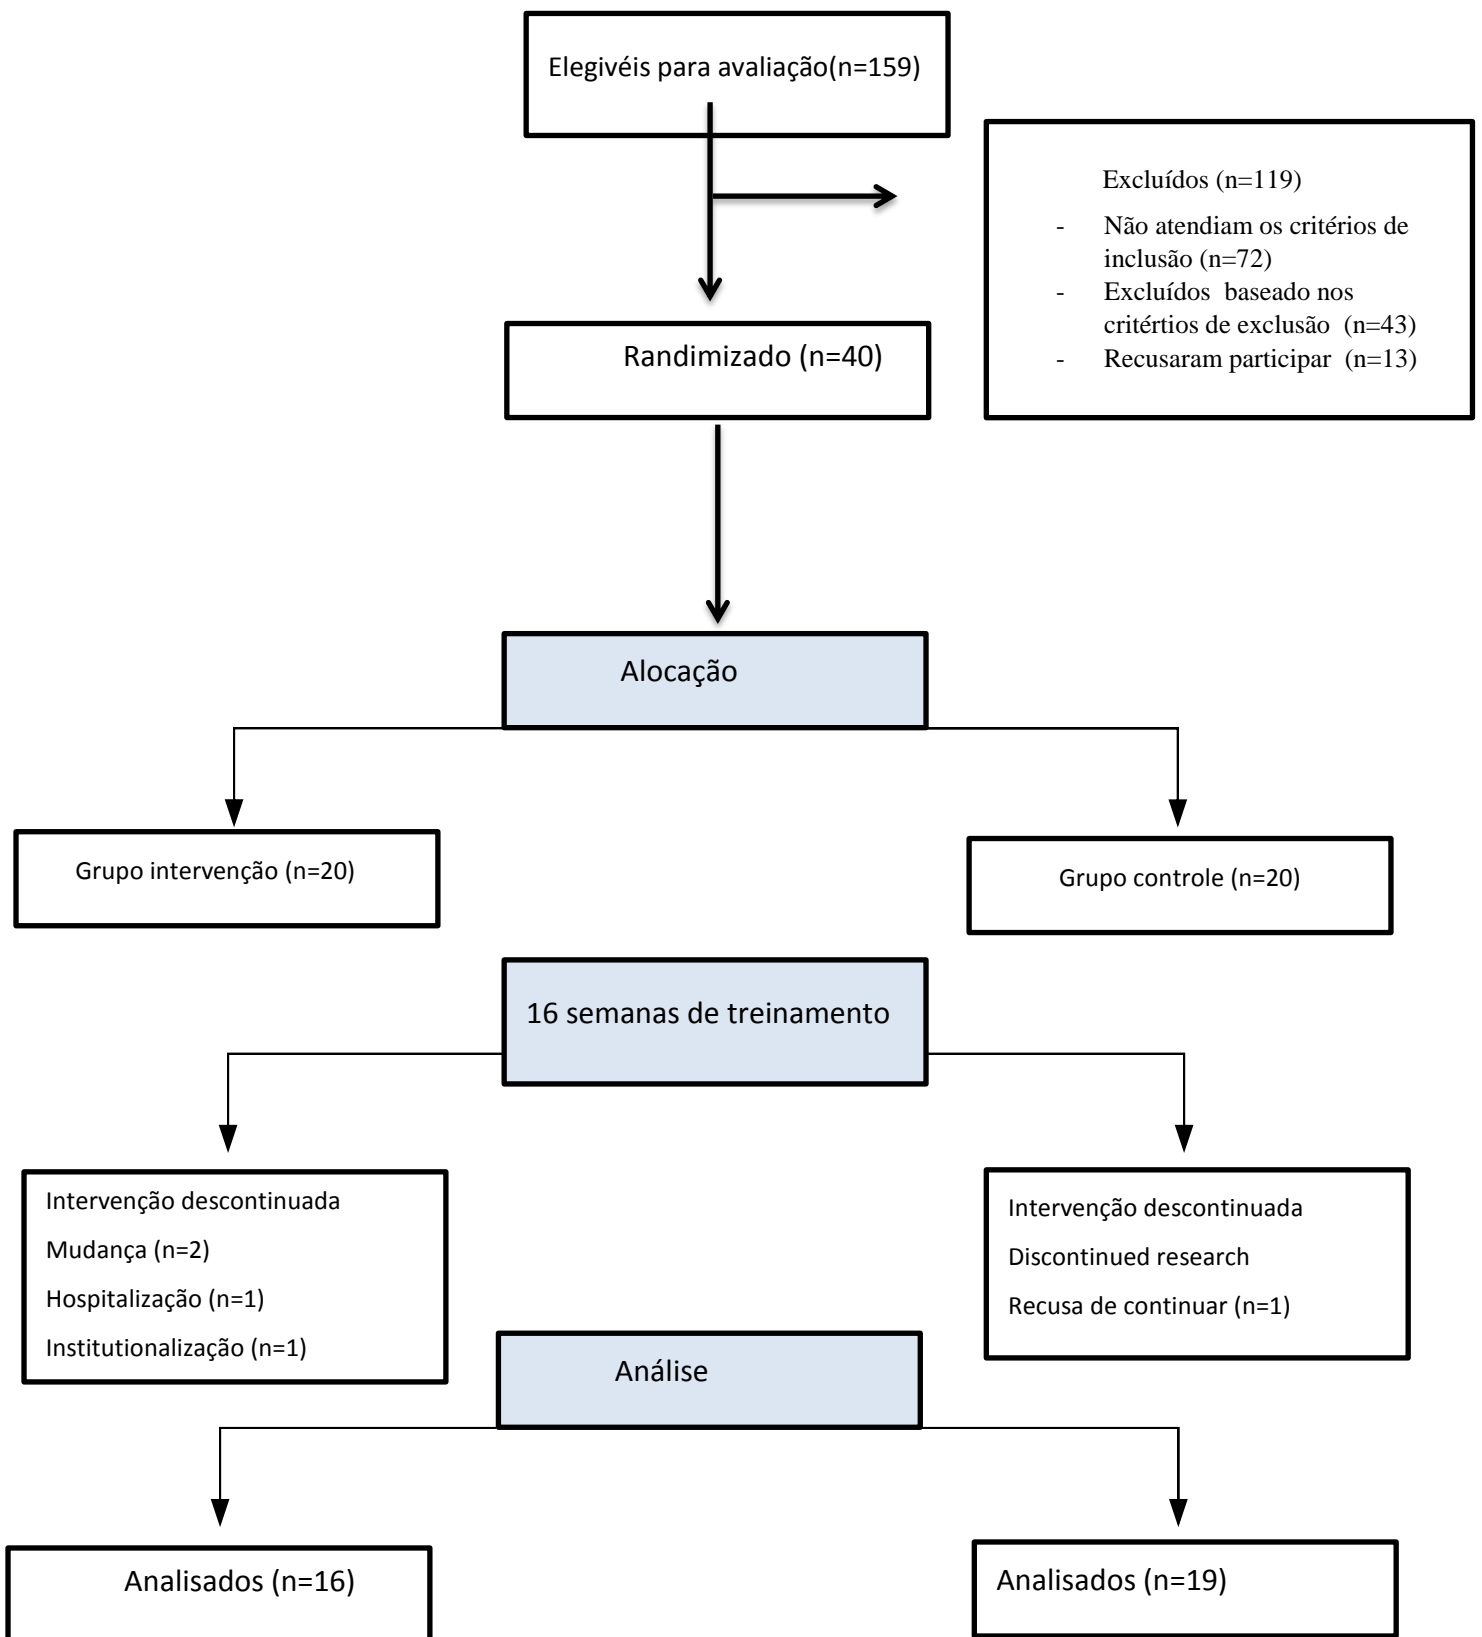 Elegivéis para avaliação(n=159)
Excluídos (n=119)
- Não atendiam os critérios de
inclusão (n=72)
- Excluídos baseado nos
critértios de exclusão (n=43)
- Recusaram participar (n=13)
Randimizado (n=40)
Alocação
Grupo intervenção (n=20)
Grupo controle (n=20)
16 semanas de treinamento
Intervenção descontinuada
Mudança (n=2)
Hospitalização (n=1)
Institutionalização (n=1)
Intervenção descontinuada
Discontinued research
Recusa de continuar (n=1)
Análise
Analisados (n=16)
Analisados (n=19)